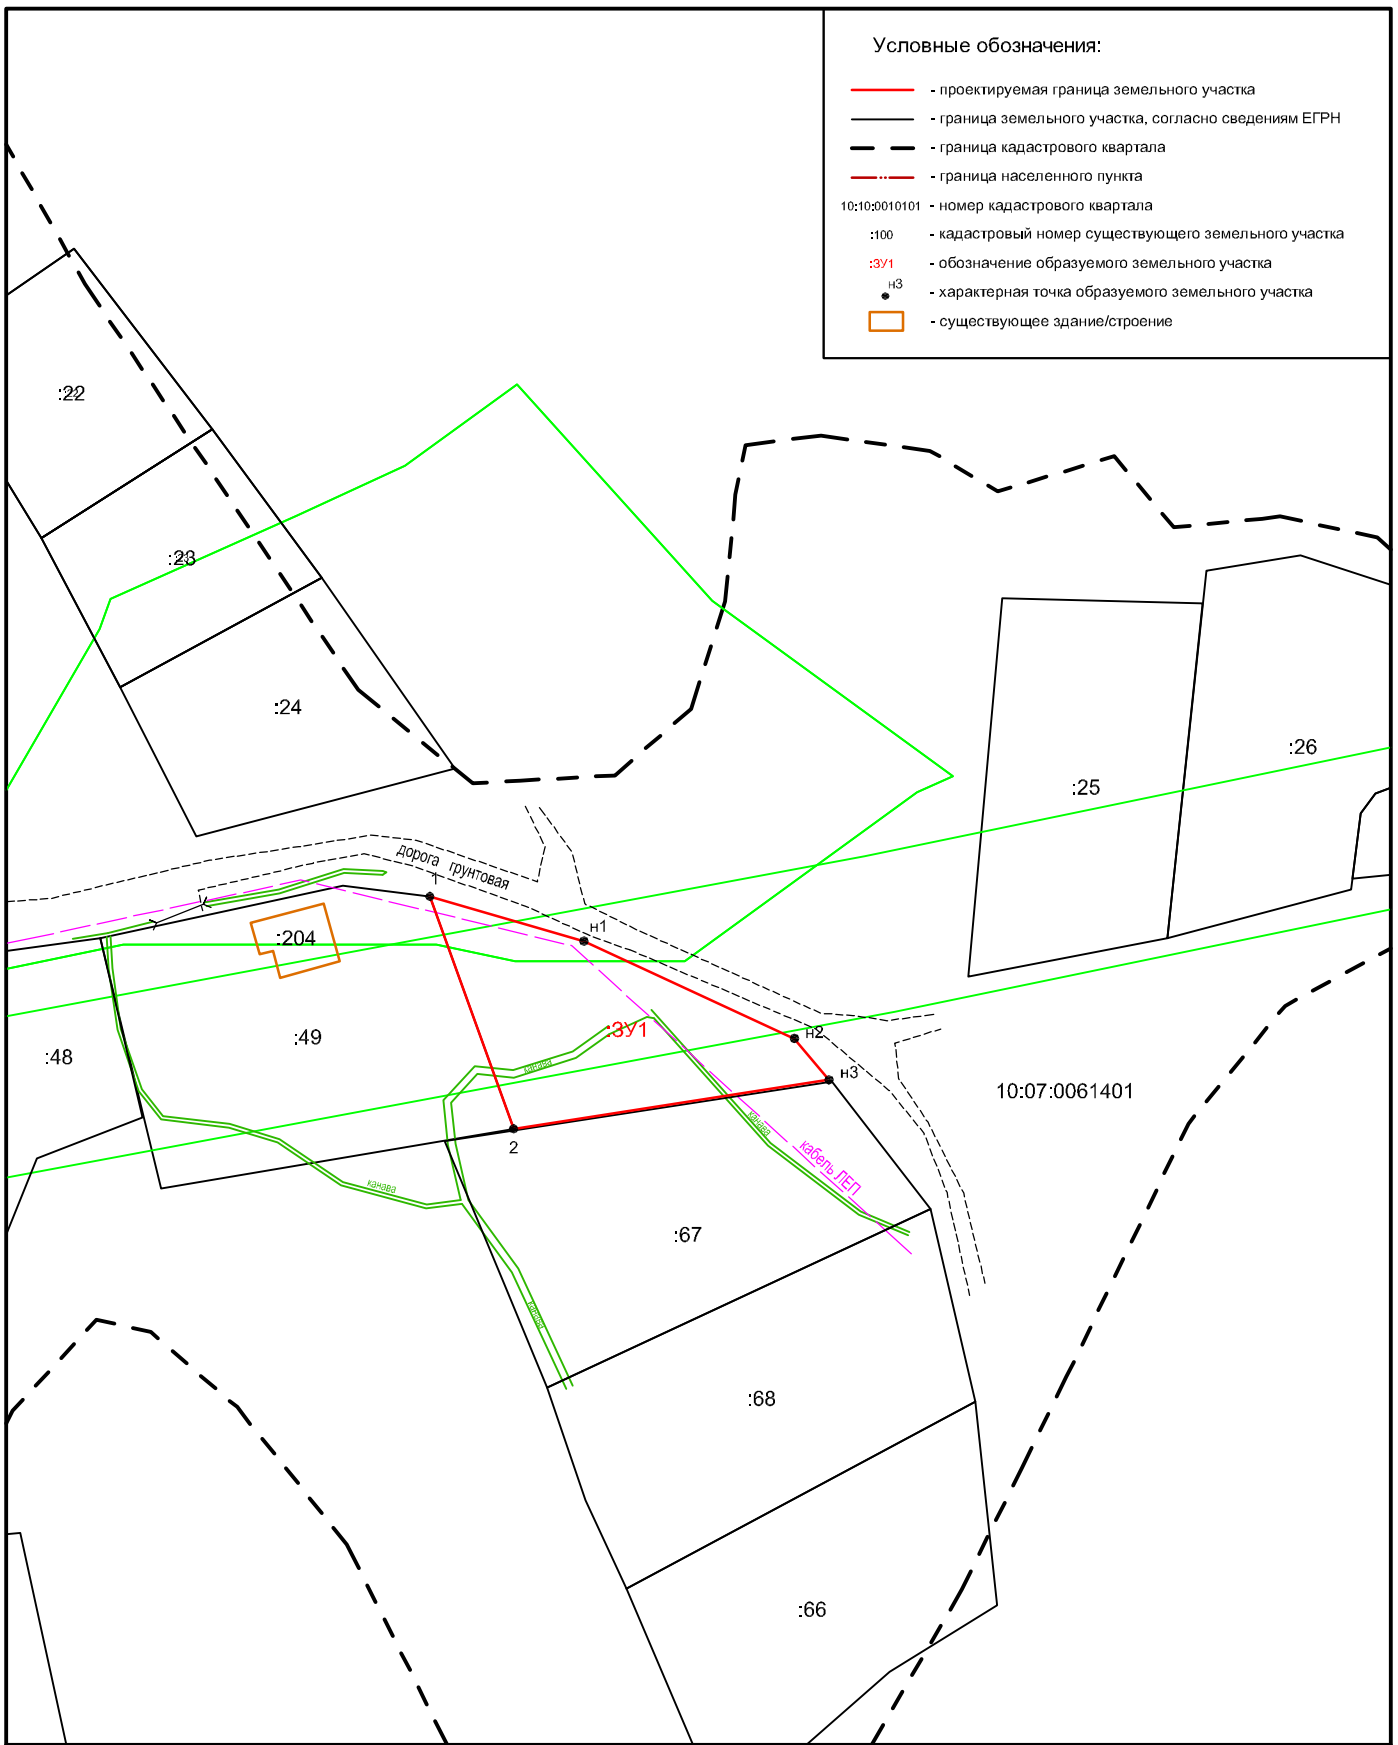 Условные обозначения:
- проектируемая граница земельного участка
- граница земельного участка, согласно сведениям ЕГРН
- граница кадастрового квартала
- граница населенного пункта
10:10:0010101 - номер кадастрового квартала
:100 - кадастровый номер существующего земельного участка
:ЗУ1 - обозначение образуемого земельного участка
н3 - характерная точка образуемого земельного участка
- существующее здание/строение
:22
:23
:24
:26
:25
дорога грунтовая
1
н1
:204
:49
:ЗУ1
н2
:48
канава
н3
10:07:0061401
канава
2
кабель ЛЕП
канава
:67
канава
:68
:66